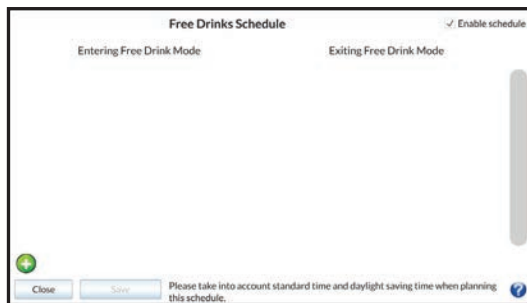 Free Drinks Schedule
✓ Enable schedule
Entering Free Drink Mode
Exiting Free Drink Mode
Close
Save
Please take into account standard time and daylight saving time when planning
this schedule.
?